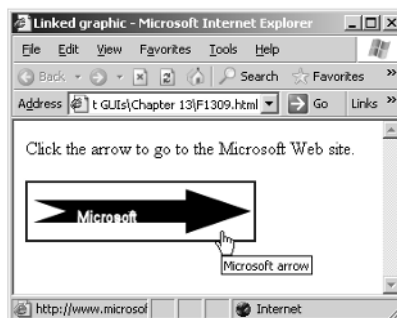 Linked graphic - Microsoft Internet Explorer
File Edit View Favorites Tools Help
Back Search Favorites »
Address t GUIs\Chapter 13\F1309.html Go Links »
Click the arrow to go to the Microsoft Web site.
Microsoft
Microsoft arrow
http://www.microsof Internet